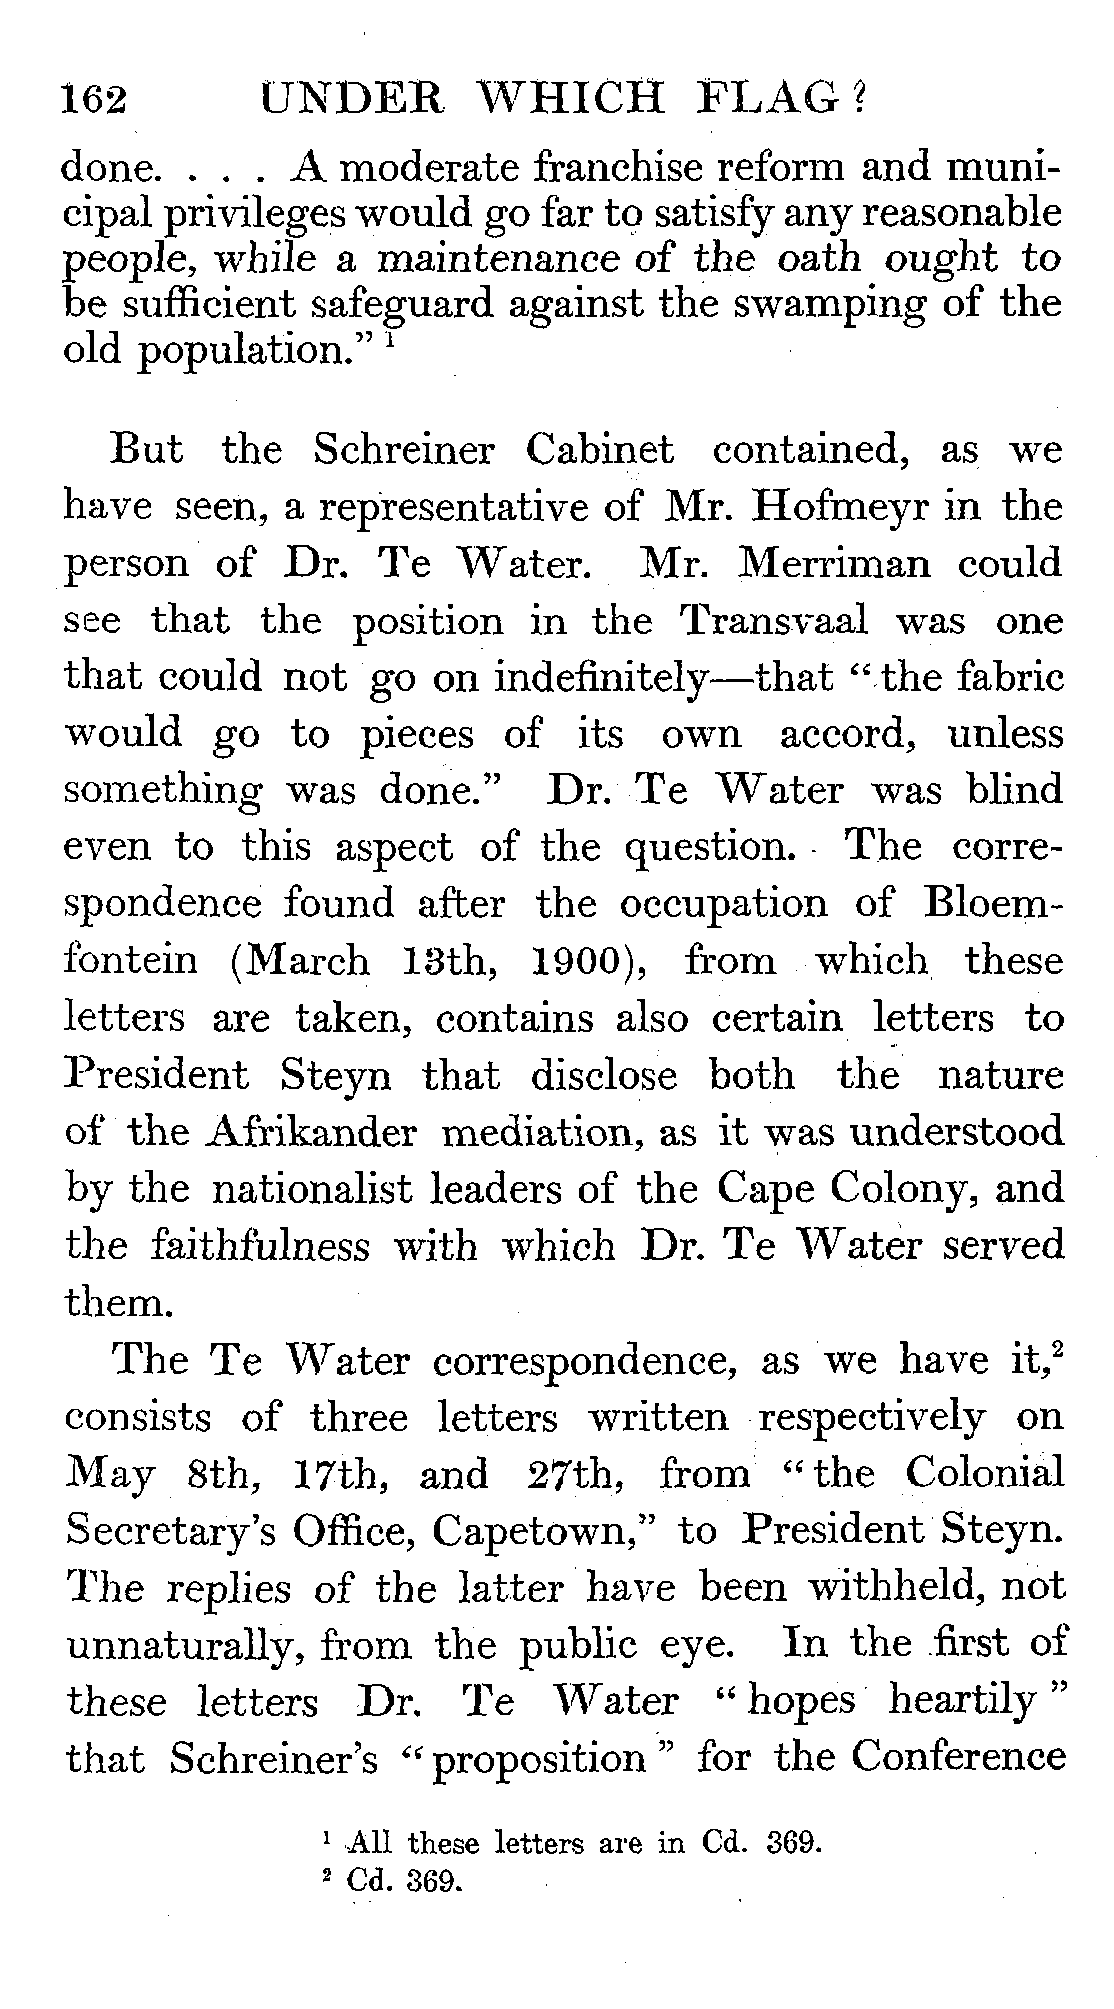 162 UNDER WHICH FLAG?
done. . . . A moderate franchise reform and muni-
cipal privileges would go far to satisfy any reasonable
people, while a maintenance of the oath ought to
be sufficient safeguard against the swamping of the
old population.” ¹
But the Schreiner Cabinet contained, as we
have seen, a representative of Mr. Hofmeyr in the
person of Dr. Te Water. Mr. Merriman could
see that the position in the Transvaal was one
that could not go on indefinitely—that “the fabric
would go to pieces of its own accord, unless
something was done.” Dr. Te Water was blind
even to this aspect of the question. The corre-
spondence found after the occupation of Bloem-
fontein (March 13th, 1900), from which these
letters are taken, contains also certain letters to
President Steyn that disclose both the nature
of the Afrikander mediation, as it was understood
by the nationalist leaders of the Cape Colony, and
the faithfulness with which Dr. Te Water served
them.
The Te Water correspondence, as we have it,²
consists of three letters written respectively on
May 8th, 17th, and 27th, from “the Colonial
Secretary’s Office, Capetown,” to President Steyn.
The replies of the latter have been withheld, not
unnaturally, from the public eye. In the first of
these letters Dr. Te Water “hopes heartily”
that Schreiner’s “proposition” for the Conference
¹ All these letters are in Cd. 369.
² Cd. 369.